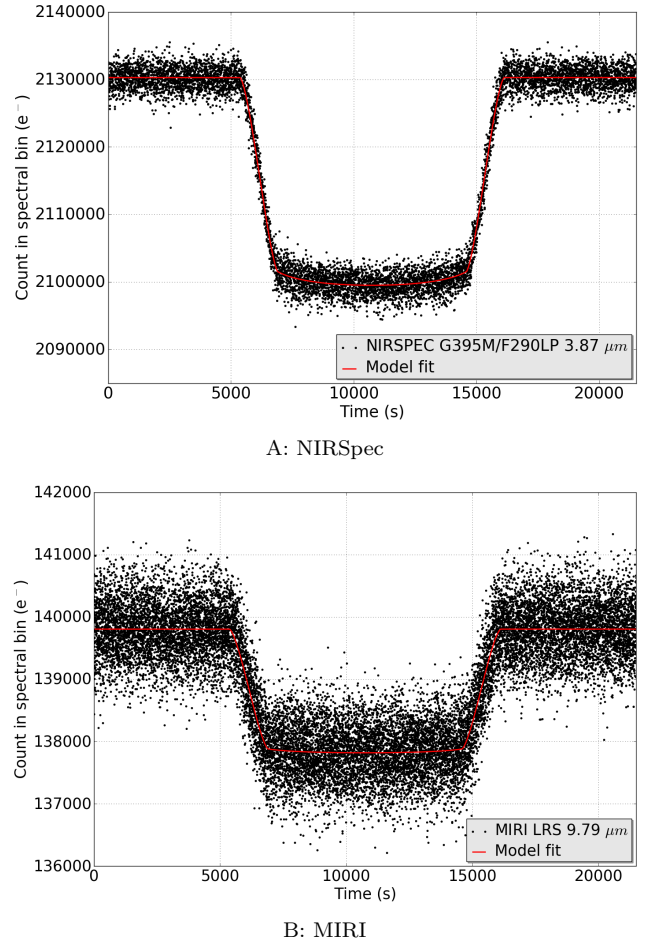 2140000
2130000
2120000
2110000
2100000
2090000
Count in spectral bin (e⁻)
NIRSPEC G395M/F290LP 3.87 μm
Model fit
0 5000 10000 15000 20000
Time (s)
A: NIRSpec
142000
141000
140000
139000
138000
137000
136000
Count in spectral bin (e⁻)
MIRI LRS 9.79 μm
Model fit
0 5000 10000 15000 20000
Time (s)
B: MIRI